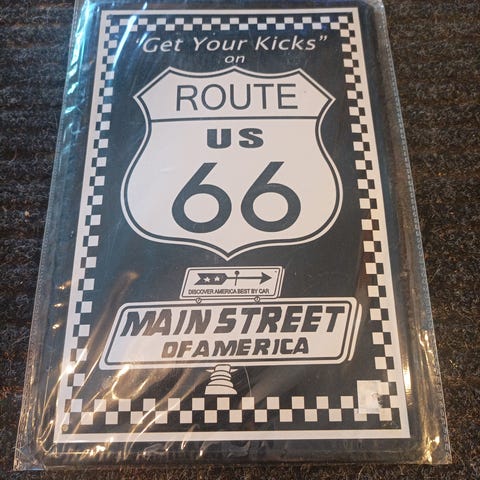 "Get Your Kicks"
on
ROUTE
US
66
DISCOVER AMERICA BEST BY CAR
MAIN STREET
OF AMERICA